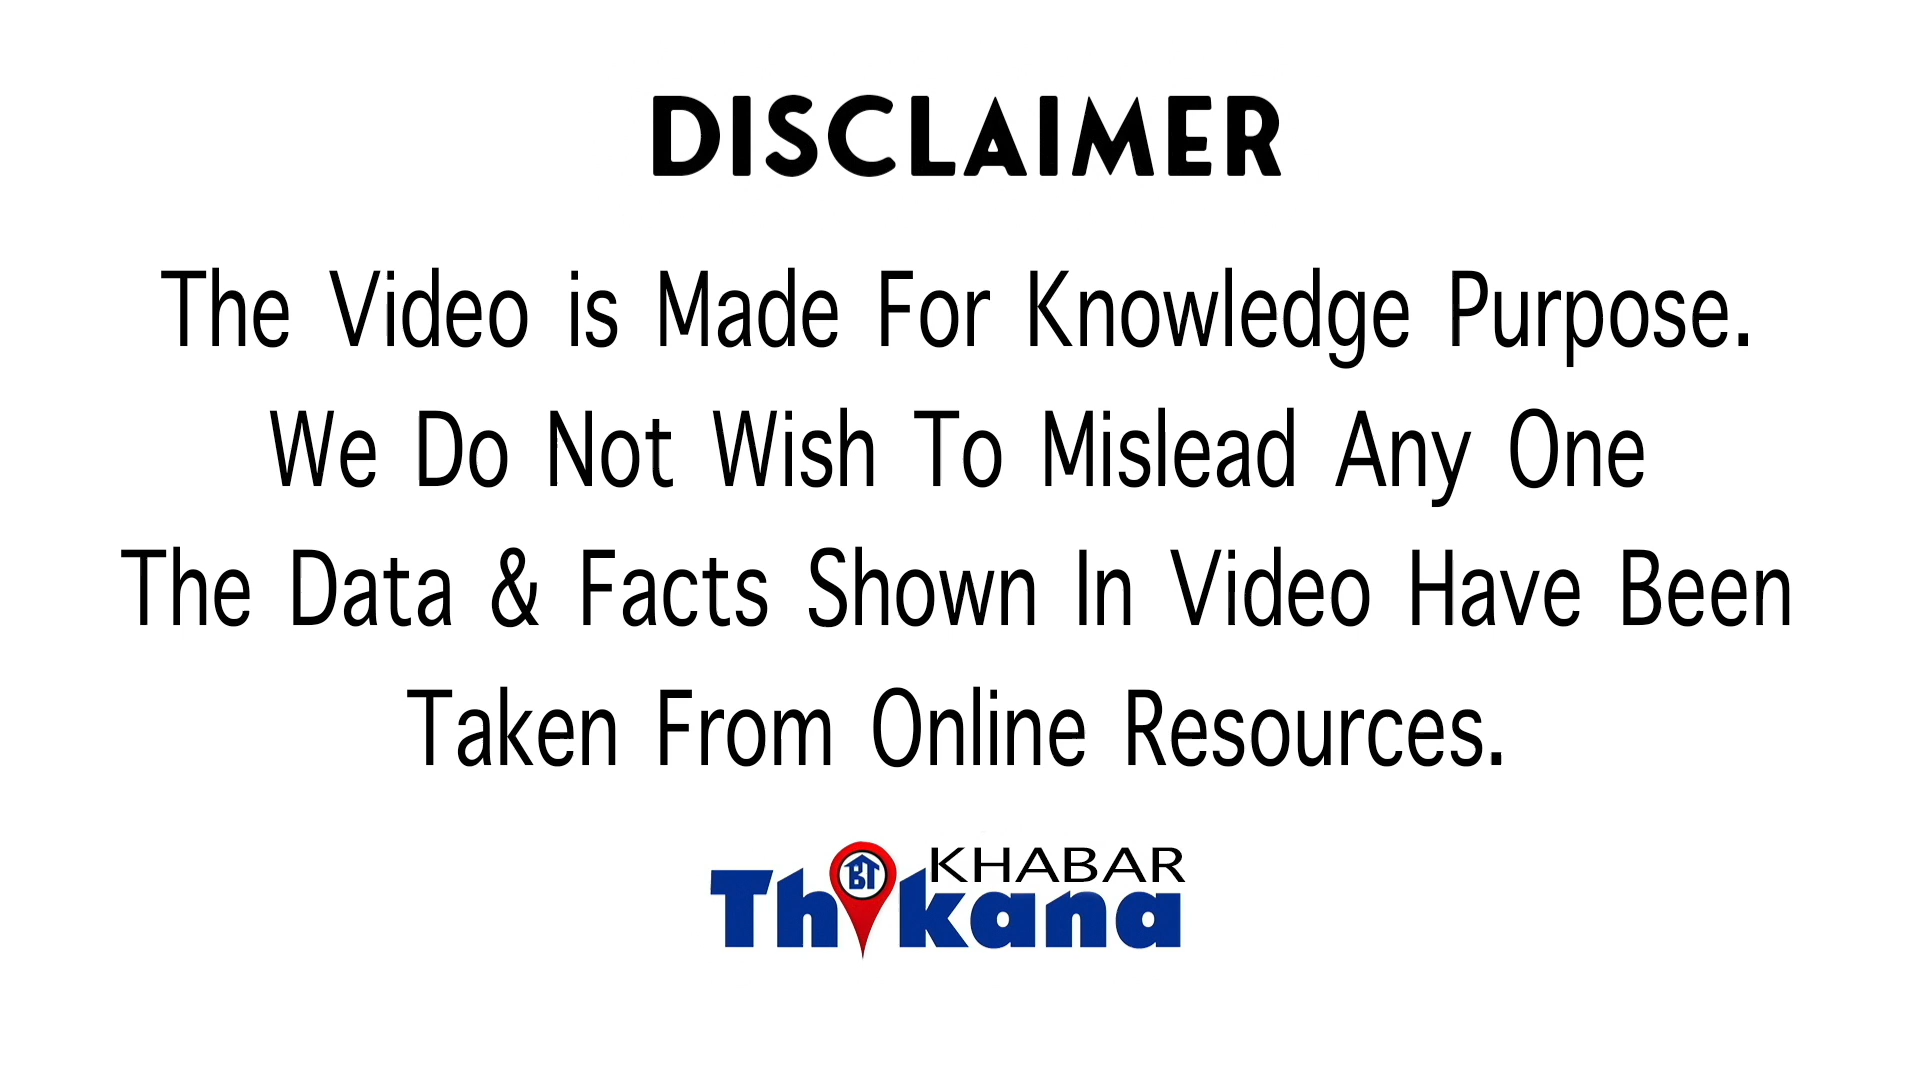 DISCLAIMER
The Video is Made For Knowledge Purpose.
We Do Not Wish To Mislead Any One
The Data & Facts Shown In Video Have Been
Taken From Online Resources.
KHABAR
BT
Thikana